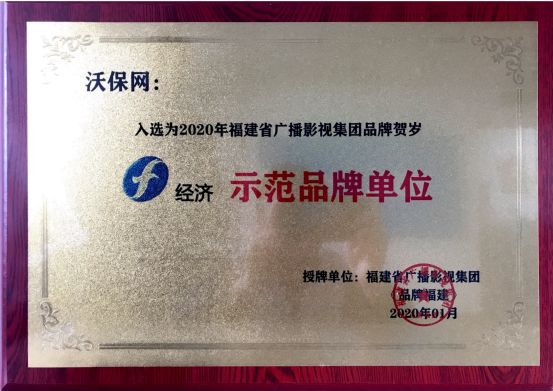 沃保网：
入选为2020年福建省广播影视集团品牌贺岁
经济 示范品牌单位
授牌单位：福建省广播影视集团
品牌福建
2020年01月